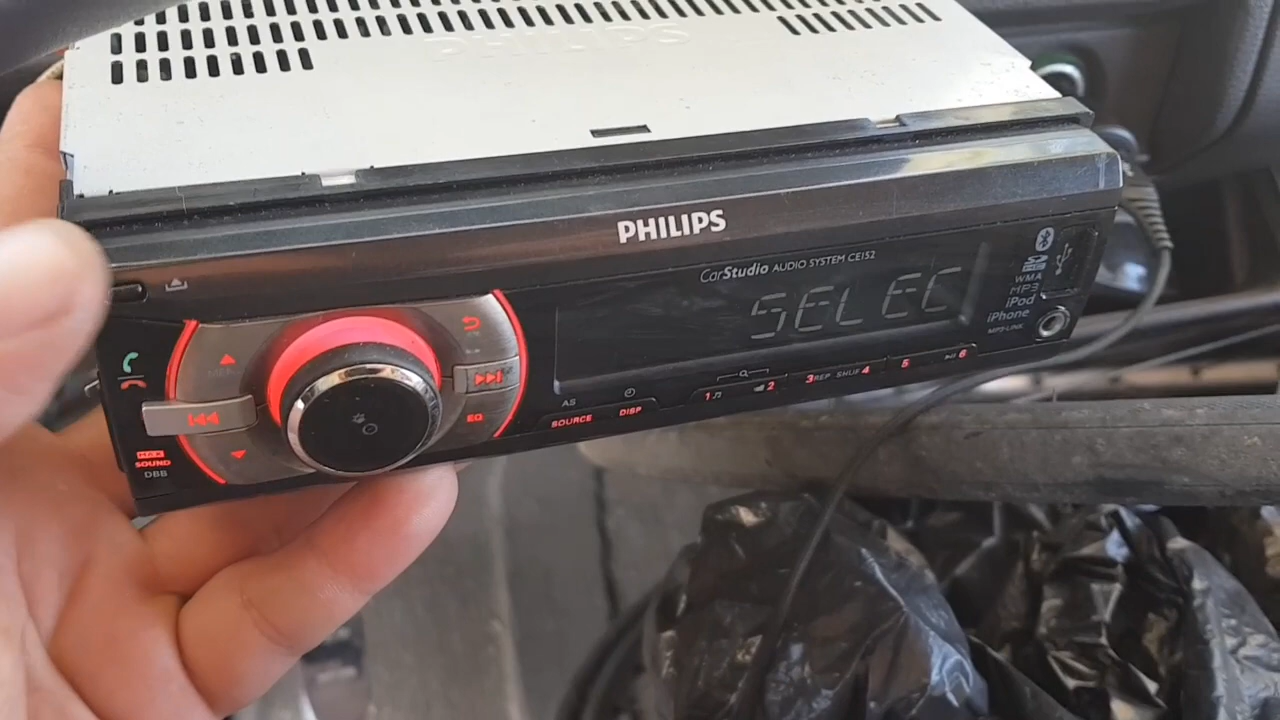 PHILIPS
PHILIPS
CarStudio AUDIO SYSTEM CE152
SELEC
WMA
MP3
iPod
iPhone
MP3-LINK
EQ
MAX
SOUND
DBB
AS
SOURCE
DISP
1
2
3 REP
SHUF 4
5
6